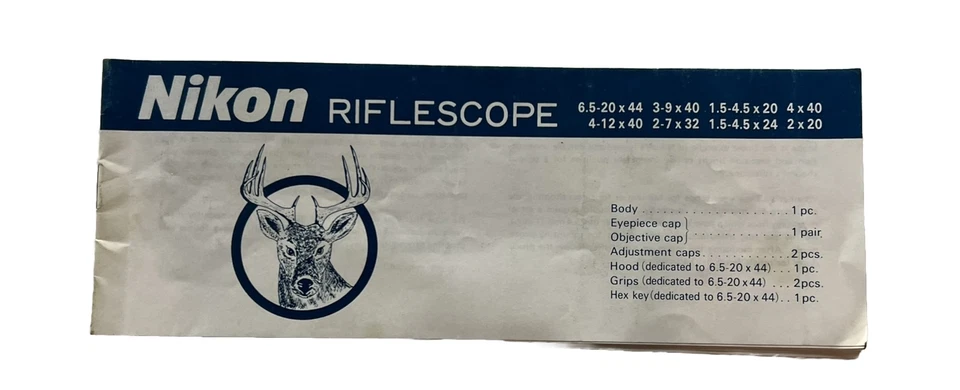 Nikon RIFLESCOPE
6.5-20 x 44 3-9 x 40 1.5-4.5 x 20 4 x 40
4-12 x 40 2-7 x 32 1.5-4.5 x 24 2 x 20
Body . . . . . . . . . . . . . . . . . . . . 1 pc.
Eyepiece cap
Objective cap } . . . . . . . . . . . . . 1 pair.
Adjustment caps . . . . . . . . . . . . 2 pcs.
Hood (dedicated to 6.5-20 x 44) . . . 1 pc.
Grips (dedicated to 6.5-20 x 44) . . . 2 pcs.
Hex key (dedicated to 6.5-20 x 44) . . 1 pc.